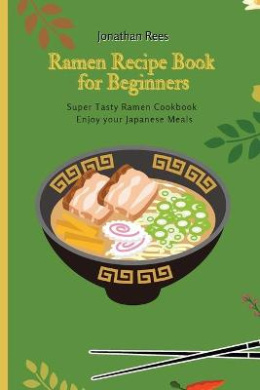 Jonathan Rees
Ramen Recipe Book
for Beginners
Super Tasty Ramen Cookbook
Enjoy your Japanese Meals